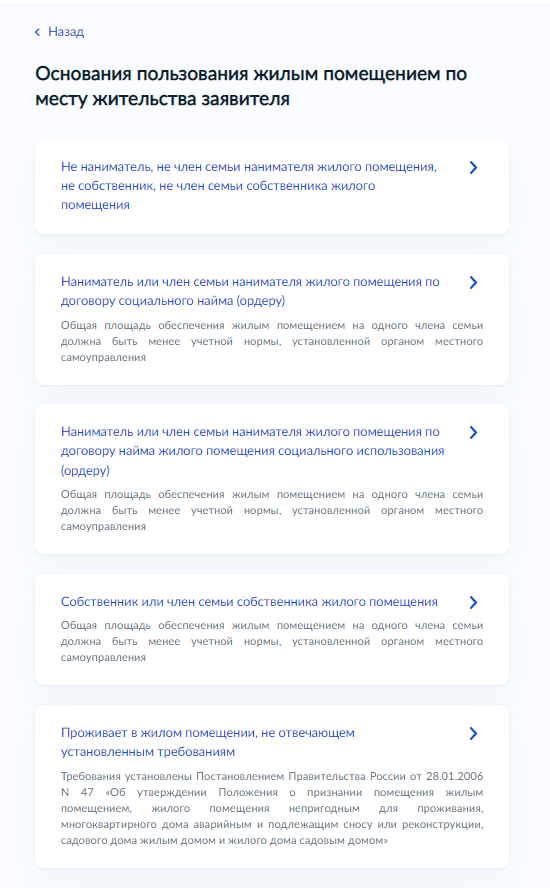 Назад
Основания пользования жилым помещением по
месту жительства заявителя
Не наниматель, не член семьи нанимателя жилого помещения,
не собственник, не член семьи собственника жилого
помещения
Наниматель или член семьи нанимателя жилого помещения по
договору социального найма (ордеру)
Общая площадь обеспечения жилым помещением на одного члена семьи
должна быть менее учетной нормы, установленной органом местного
самоуправления
Наниматель или член семьи нанимателя жилого помещения по
договору найма жилого помещения социального использования
(ордеру)
Общая площадь обеспечения жилым помещением на одного члена семьи
должна быть менее учетной нормы, установленной органом местного
самоуправления
Собственник или член семьи собственника жилого помещения
Общая площадь обеспечения жилым помещением на одного члена семьи
должна быть менее учетной нормы, установленной органом местного
самоуправления
Проживает в жилом помещении, не отвечающем
установленным требованиям
Требования установлены Постановлением Правительства России от 28.01.2006
N 47 «Об утверждении Положения о признании помещения жилым
помещением, жилого помещения непригодным для проживания,
многоквартирного дома аварийным и подлежащим сносу или реконструкции,
садового дома жилым домом и жилого дома садовым домом»